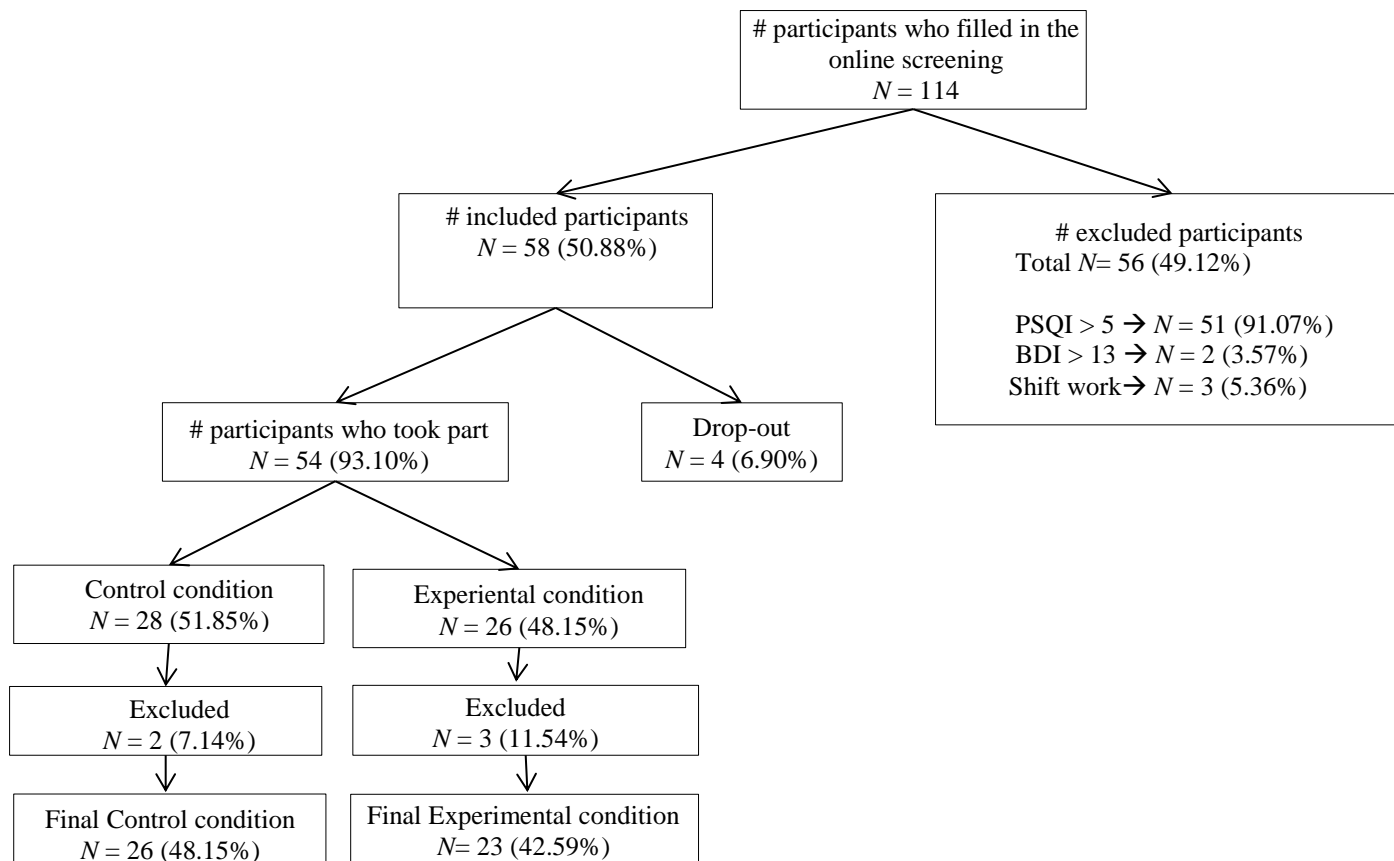 # participants who filled in the
online screening
N = 114
# included participants
N = 58 (50.88%)
# excluded participants
Total N= 56 (49.12%)
PSQI > 5 → N = 51 (91.07%)
BDI > 13 → N = 2 (3.57%)
Shift work→ N = 3 (5.36%)
# participants who took part
N = 54 (93.10%)
Drop-out
N = 4 (6.90%)
Control condition
N = 28 (51.85%)
Experiental condition
N = 26 (48.15%)
Excluded
N = 2 (7.14%)
Excluded
N = 3 (11.54%)
Final Control condition
N = 26 (48.15%)
Final Experimental condition
N= 23 (42.59%)